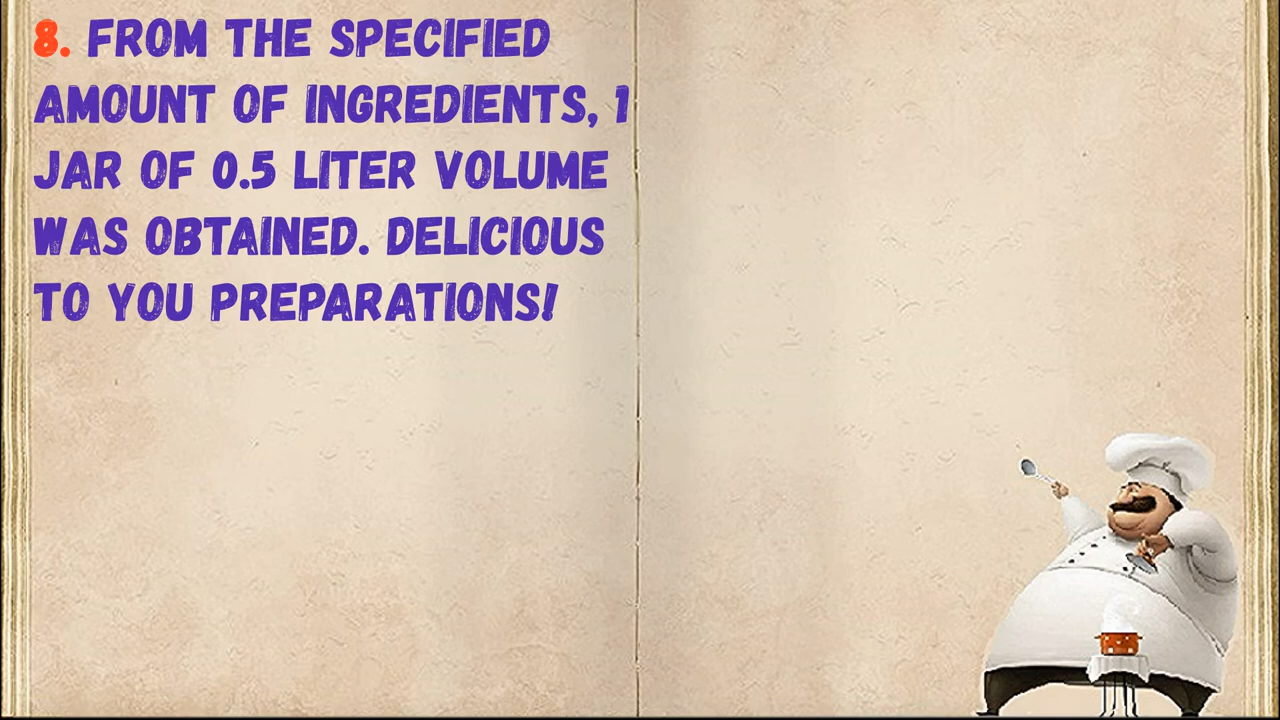 8. FROM THE SPECIFIED
AMOUNT OF INGREDIENTS, 1
JAR OF 0.5 LITER VOLUME
WAS OBTAINED. DELICIOUS
TO YOU PREPARATIONS!